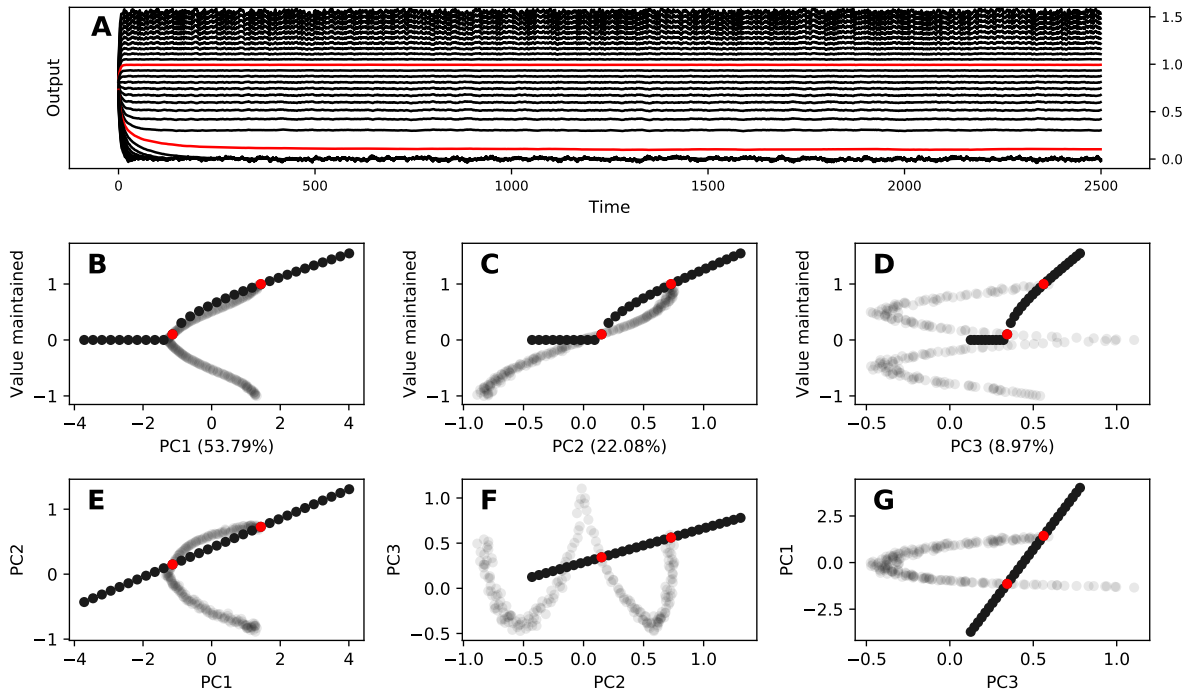 A
Output
1.5
1.0
0.5
0.0
0 500 1000 1500 2000 2500
Time
B
Value maintained
1
0
−1
−4 −2 0 2 4
PC1 (53.79%)
C
Value maintained
1
0
−1
−1.0 −0.5 0.0 0.5 1.0
PC2 (22.08%)
D
Value maintained
1
0
−1
−0.5 0.0 0.5 1.0
PC3 (8.97%)
E
PC2
1
0
−1
−4 −2 0 2 4
PC1
F
PC3
1.0
0.5
0.0
−0.5
−1.0 −0.5 0.0 0.5 1.0
PC2
G
PC1
2.5
0.0
−2.5
−0.5 0.0 0.5 1.0
PC3